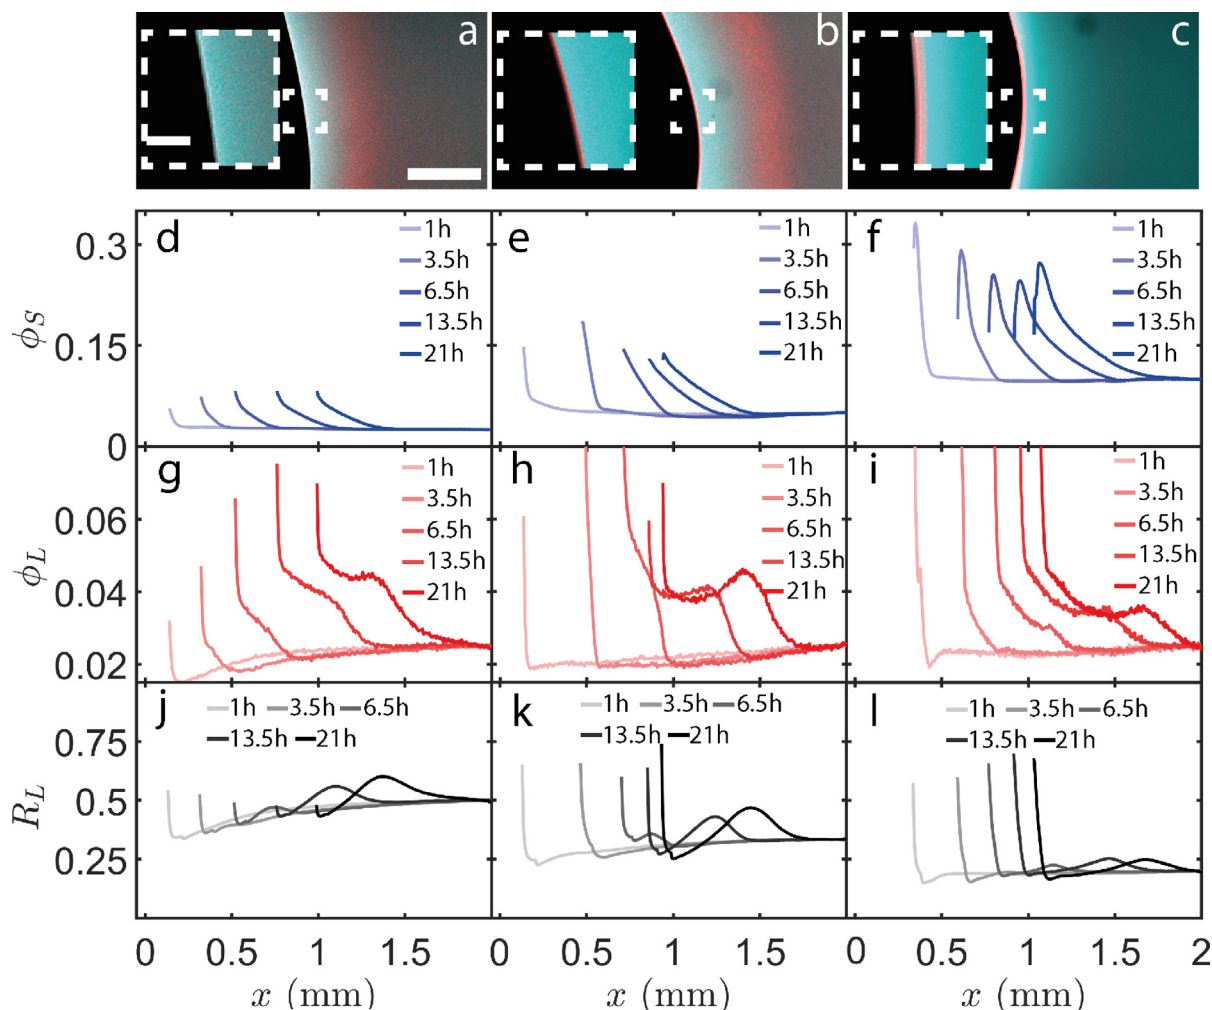 a
b
c
d
1h
3.5h
6.5h
13.5h
21h
e
1h
3.5h
6.5h
13.5h
21h
f
1h
3.5h
6.5h
13.5h
21h
0.3
0.15
0
ϕS
g
1h
3.5h
6.5h
13.5h
21h
h
1h
3.5h
6.5h
13.5h
21h
i
1h
3.5h
6.5h
13.5h
21h
0.06
0.04
0.02
ϕL
j
1h 3.5h 6.5h
13.5h 21h
k
1h 3.5h 6.5h
13.5h 21h
l
1h 3.5h 6.5h
13.5h 21h
0.75
0.5
0.25
RL
0 0.5 1 1.5 0 0.5 1 1.5 0 0.5 1 1.5 2
x (mm) x (mm) x (mm)